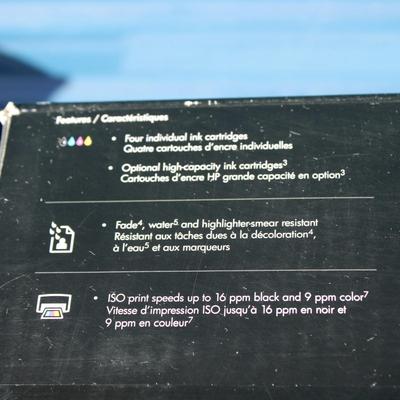 Features / Caractéristiques
• Four individual ink cartridges
Quatre cartouches d'encre individuelles
• Optional high-capacity ink cartridges³
Cartouches d'encre HP grande capacité en option³
• Fade⁴, water⁵ and highlighter-smear resistant
Résistant aux tâches dues à la décoloration⁴,
à l'eau⁵ et aux marqueurs
• ISO print speeds up to 16 ppm black and 9 ppm color⁷
Vitesse d'impression ISO jusqu'à 16 ppm en noir et
9 ppm en couleur⁷